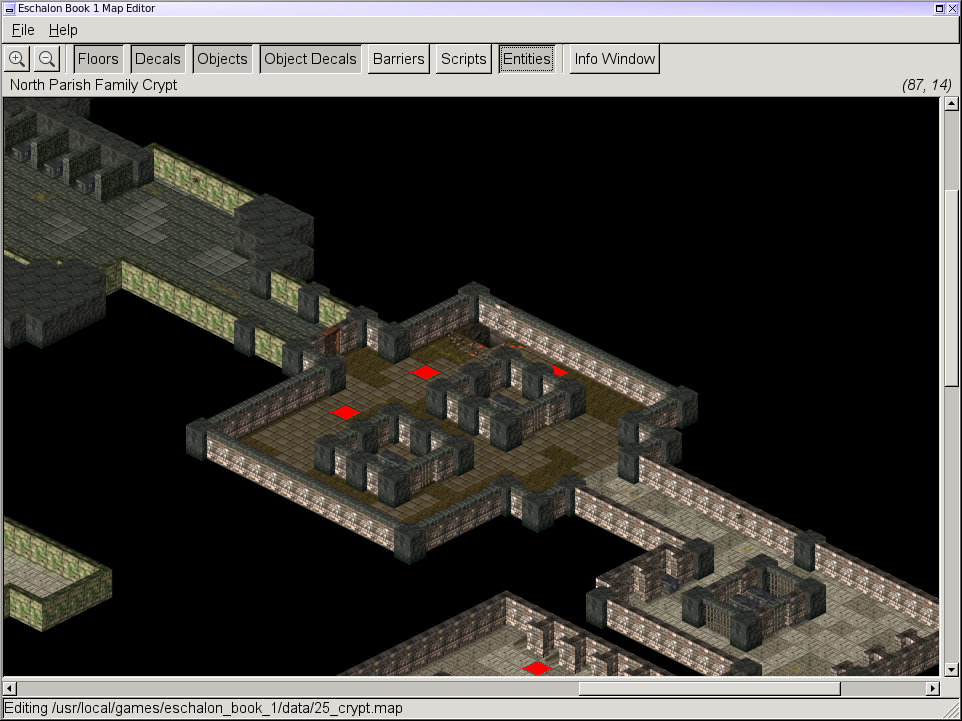 Eschalon Book 1 Map Editor
File Help
Floors Decals Objects Object Decals Barriers Scripts Entities Info Window
North Parish Family Crypt (87, 14)
Editing /usr/local/games/eschalon_book_1/data/25_crypt.map